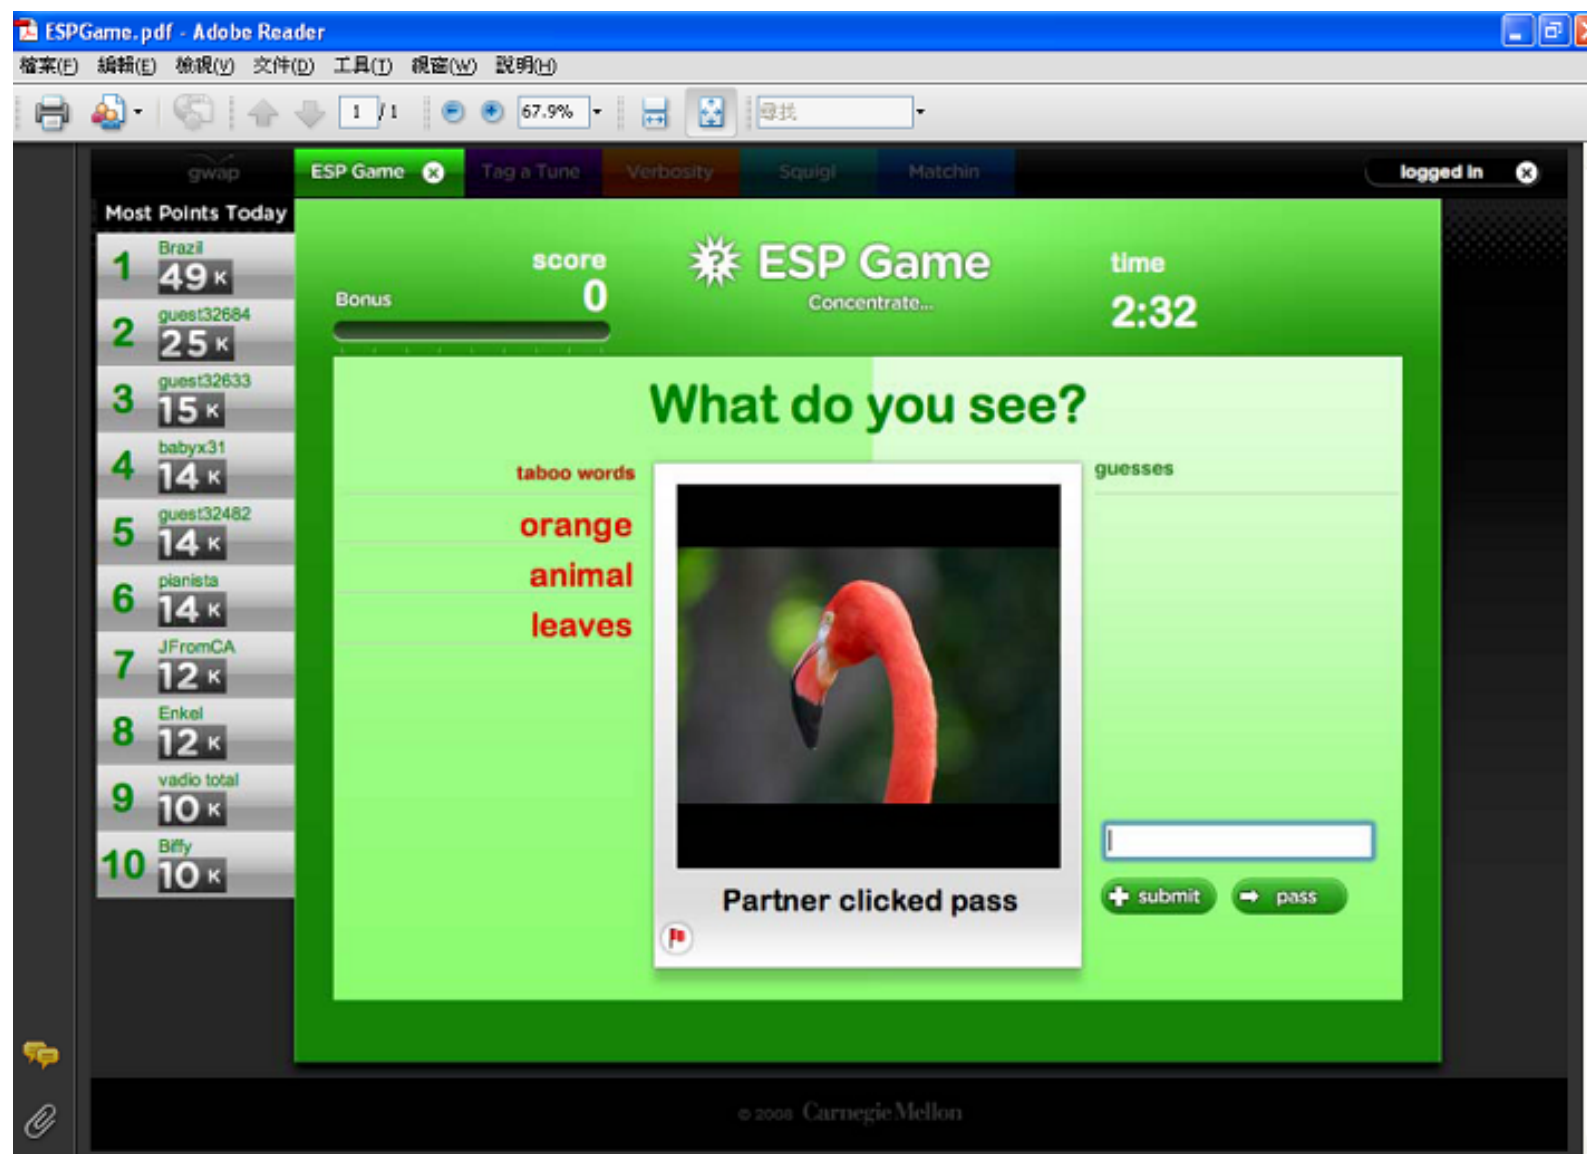 ESPGame.pdf - Adobe Reader
檔案(F) 編輯(E) 檢視(V) 文件(D) 工具(T) 視窗(W) 說明(H)
1 / 1 67.9% 尋找
gwap ESP Game Tag a Tune Verbosity Squigl Matchin logged in
Most Points Today
1 Brazil 49 K
2 guest32684 25 K
3 guest32633 15 K
4 babyx31 14 K
5 guest32482 14 K
6 pianista 14 K
7 JFromCA 12 K
8 Enkel 12 K
9 vadio total 10 K
10 Biffy 10 K
score
0
Bonus
ESP Game
Concentrate...
time
2:32
What do you see?
taboo words
orange
animal
leaves
guesses
Partner clicked pass
submit pass
© 2008 Carnegie Mellon